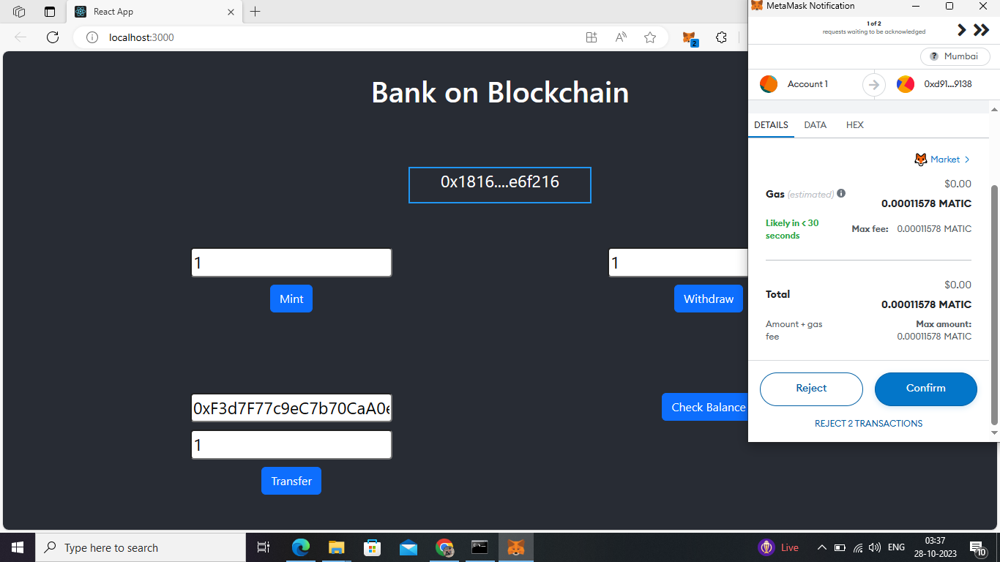 React App
localhost:3000
2
Bank on Blockchain
0x1816....e6f216
1
Mint
1
Withdraw
0xF3d7F77c9eC7b70CaA0e
1
Transfer
Check Balance
MetaMask Notification
1 of 2
requests waiting to be acknowledged
? Mumbai
Account 1
0xd91...9138
DETAILS DATA HEX
Market >
$0.00
Gas (estimated)
0.00011578 MATIC
Likely in < 30 seconds
Max fee: 0.00011578 MATIC
$0.00
Total
0.00011578 MATIC
Amount + gas fee
Max amount:
0.00011578 MATIC
Reject
Confirm
REJECT 2 TRANSACTIONS
Type here to search
Live
ENG
03:37
28-10-2023
10